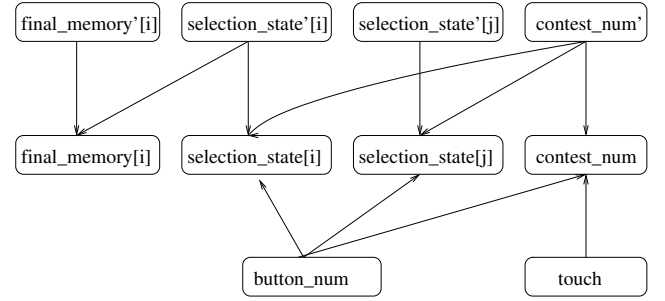 final_memory’[i]
selection_state’[i]
selection_state’[j]
contest_num’
final_memory[i]
selection_state[i]
selection_state[j]
contest_num
button_num
touch